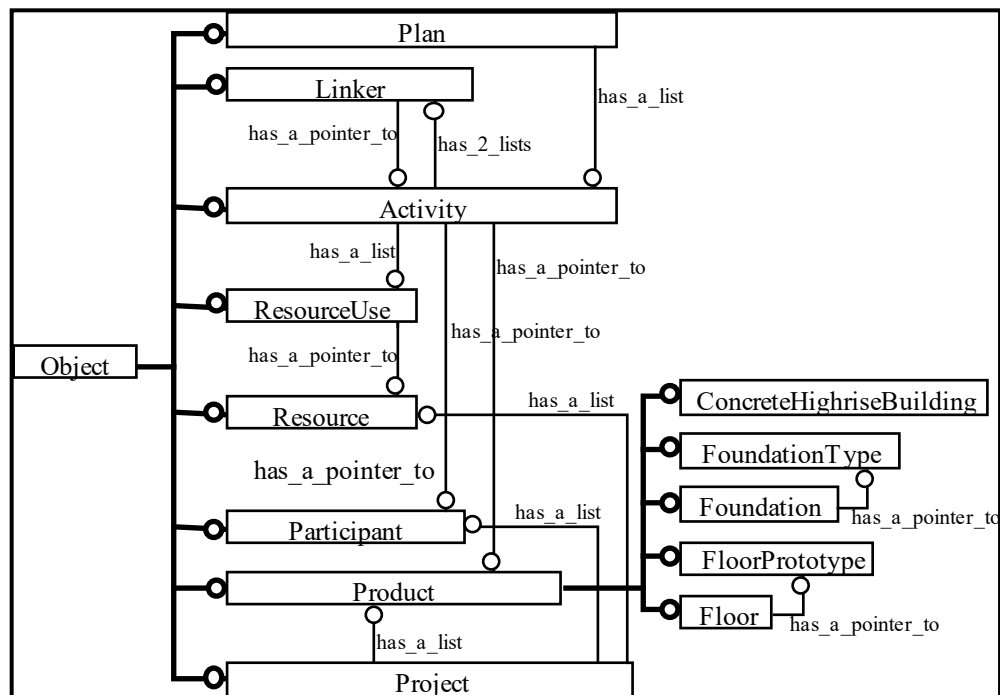 Plan
Linker
has_a_list
has_a_pointer_to
has_2_lists
Activity
has_a_list
has_a_pointer_to
ResourceUse
has_a_pointer_to
has_a_pointer_to
Object
Resource
has_a_list
ConcreteHighriseBuilding
FoundationType
has_a_pointer_to
Foundation
has_a_list
has_a_pointer_to
Participant
FloorPrototype
Product
Floor
has_a_pointer_to
has_a_list
Project